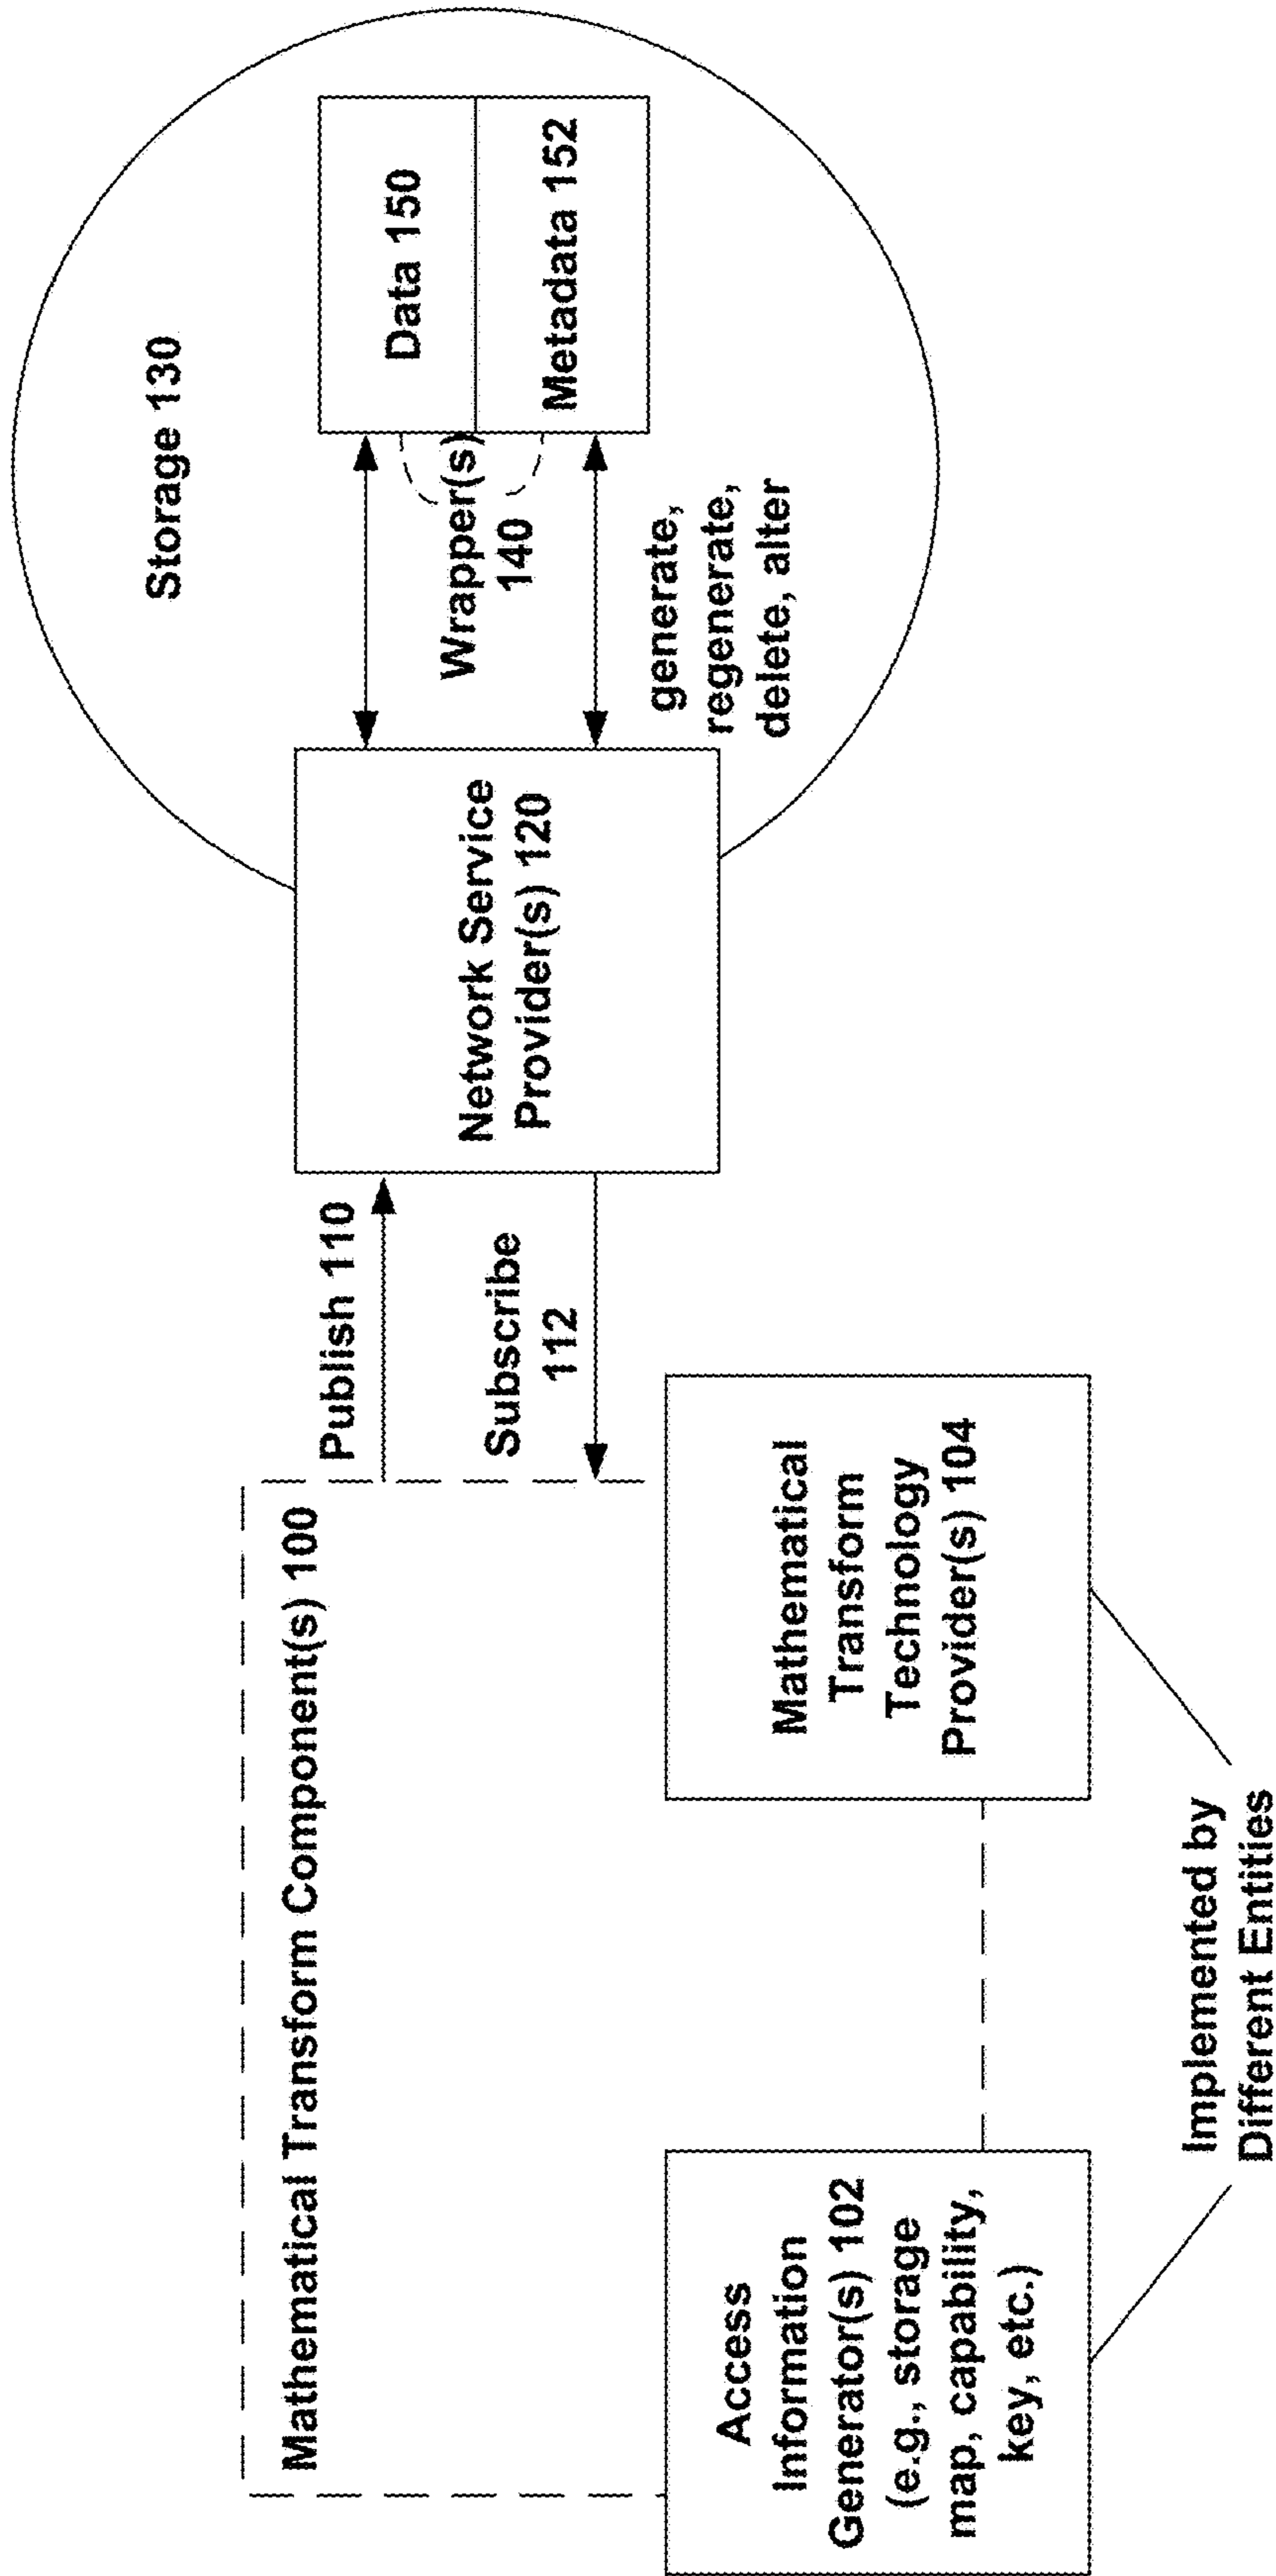 Mathematical Transform Component(s) 100
Publish 110
Subscribe
112
Access
Information
Generator(s) 102
(e.g., storage
map, capability,
key, etc.)
Mathematical
Transform
Technology
Provider(s) 104
Implemented by
Different Entities
Network Service
Provider(s) 120
Storage 130
Wrapper(s)
140
Data 150
Metadata 152
generate,
regenerate,
delete, alter